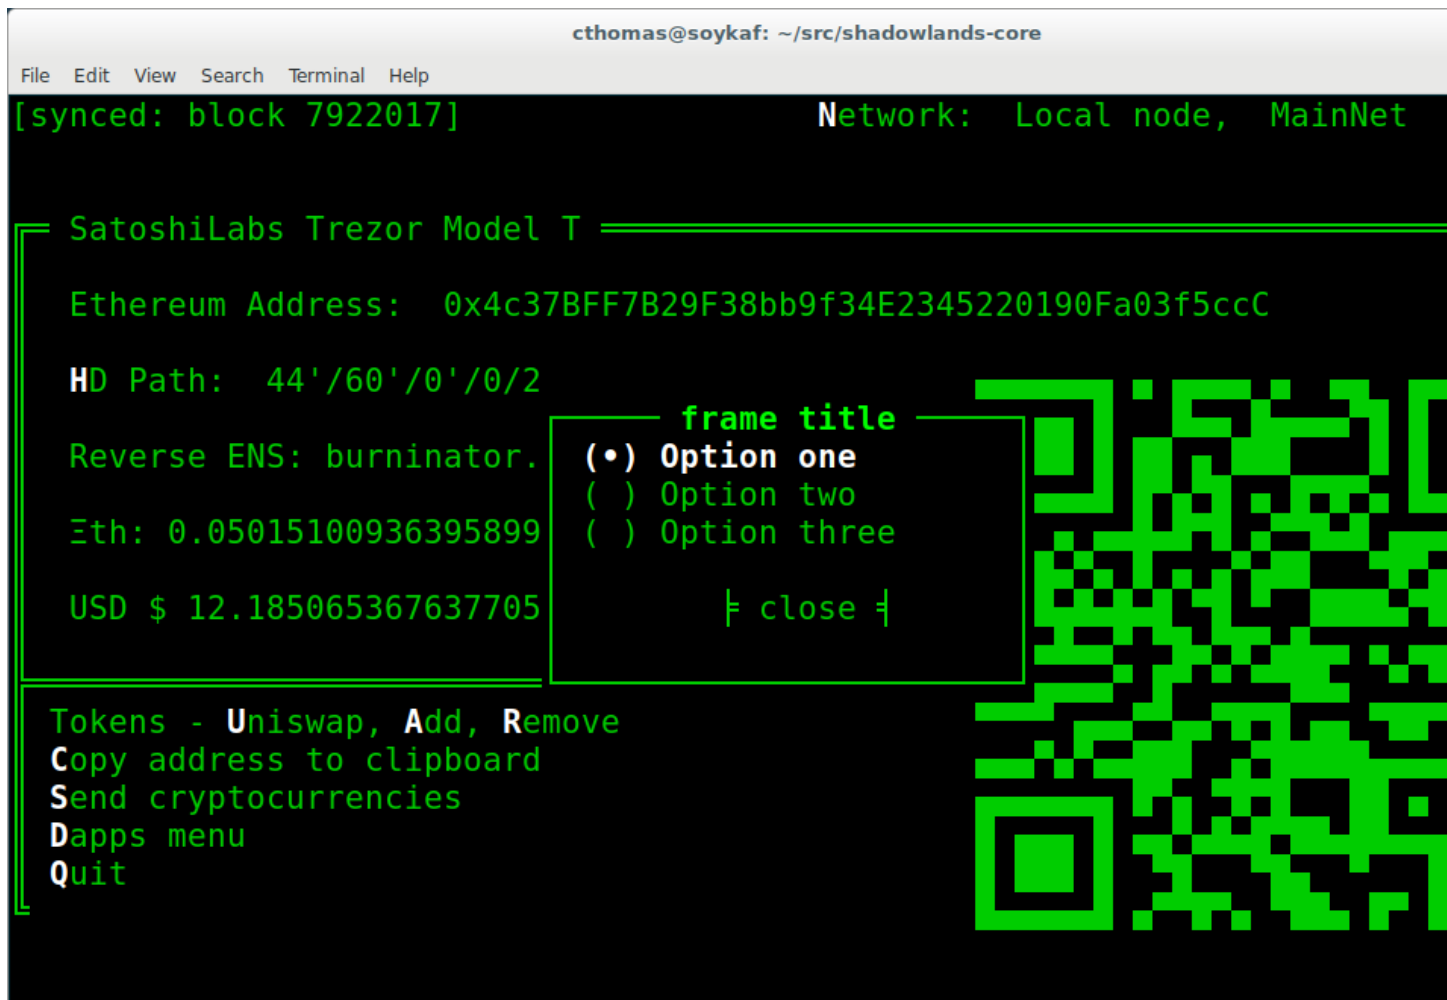 cthomas@soykaf: ~/src/shadowlands-core
File Edit View Search Terminal Help
[synced: block 7922017] Network: Local node, MainNet
SatoshiLabs Trezor Model T
Ethereum Address: 0x4c37BFF7B29F38bb9f34E2345220190Fa03f5ccC
HD Path: 44'/60'/0'/0/2
frame title
Reverse ENS: burninator. (•) Option one
( ) Option two
Ξth: 0.05015100936395899 ( ) Option three
USD $ 12.185065367637705 close
Tokens - Uniswap, Add, Remove
Copy address to clipboard
Send cryptocurrencies
Dapps menu
Quit